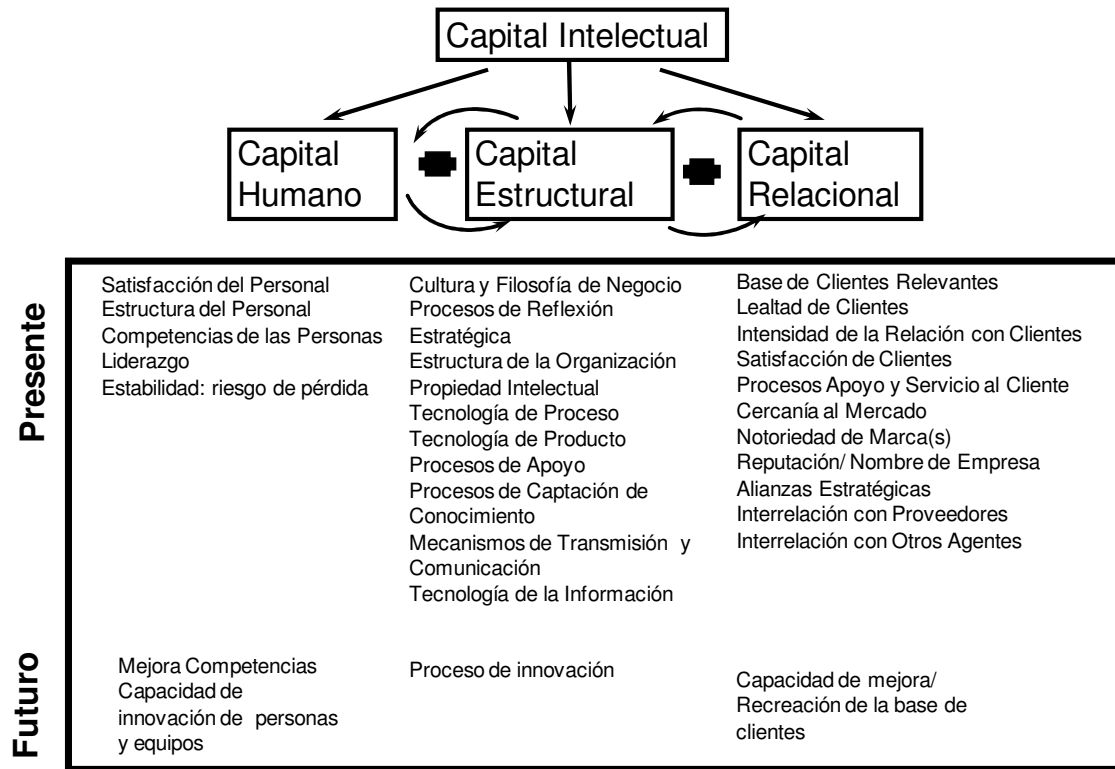 Capital Intelectual
Capital
Humano
Capital
Estructural
Capital
Relacional
Presente
Satisfacción del Personal
Estructura del Personal
Competencias de las Personas
Liderazgo
Estabilidad: riesgo de pérdida
Cultura y Filosofía de Negocio
Procesos de Reflexión
Estratégica
Estructura de la Organización
Propiedad Intelectual
Tecnología de Proceso
Tecnología de Producto
Procesos de Apoyo
Procesos de Captación de
Conocimiento
Mecanismos de Transmisión y
Comunicación
Tecnología de la Información
Base de Clientes Relevantes
Lealtad de Clientes
Intensidad de la Relación con Clientes
Satisfacción de Clientes
Procesos Apoyo y Servicio al Cliente
Cercanía al Mercado
Notoriedad de Marca(s)
Reputación/ Nombre de Empresa
Alianzas Estratégicas
Interrelación con Proveedores
Interrelación con Otros Agentes
Futuro
Mejora Competencias
Capacidad de
innovación de personas
y equipos
Proceso de innovación
Capacidad de mejora/
Recreación de la base de
clientes